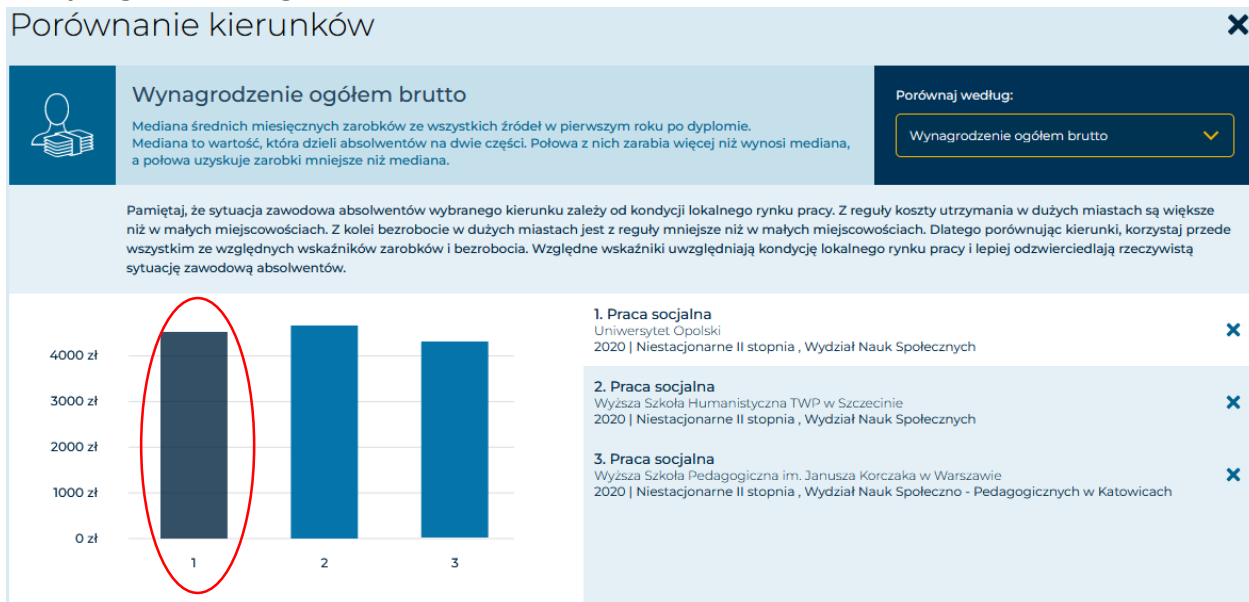 Porównanie kierunków
Wynagrodzenie ogółem brutto
Mediana średnich miesięcznych zarobków ze wszystkich źródeł w pierwszym roku po dyplomie.
Mediana to wartość, która dzieli absolwentów na dwie części. Połowa z nich zarabia więcej niż wynosi mediana,
a połowa uzyskuje zarobki mniejsze niż mediana.
Porównaj według:
Wynagrodzenie ogółem brutto
Pamiętaj, że sytuacja zawodowa absolwentów wybranego kierunku zależy od kondycji lokalnego rynku pracy. Z reguły koszty utrzymania w dużych miastach są większe
niż w małych miejscowościach. Z kolei bezrobocie w dużych miastach jest z reguły mniejsze niż w małych miejscowościach. Dlatego porównując kierunki, korzystaj przede
wszystkim ze względnych wskaźników zarobków i bezrobocia. Względne wskaźniki uwzględniają kondycję lokalnego rynku pracy i lepiej odzwierciedlają rzeczywistą
sytuację zawodową absolwentów.
4000 zł
3000 zł
2000 zł
1000 zł
0 zł
1
2
3
1. Praca socjalna
Uniwersytet Opolski
2020 | Niestacjonarne II stopnia , Wydział Nauk Społecznych
2. Praca socjalna
Wyższa Szkoła Humanistyczna TWP w Szczecinie
2020 | Niestacjonarne II stopnia , Wydział Nauk Społecznych
3. Praca socjalna
Wyższa Szkoła Pedagogiczna im. Janusza Korczaka w Warszawie
2020 | Niestacjonarne II stopnia , Wydział Nauk Społeczno - Pedagogicznych w Katowicach